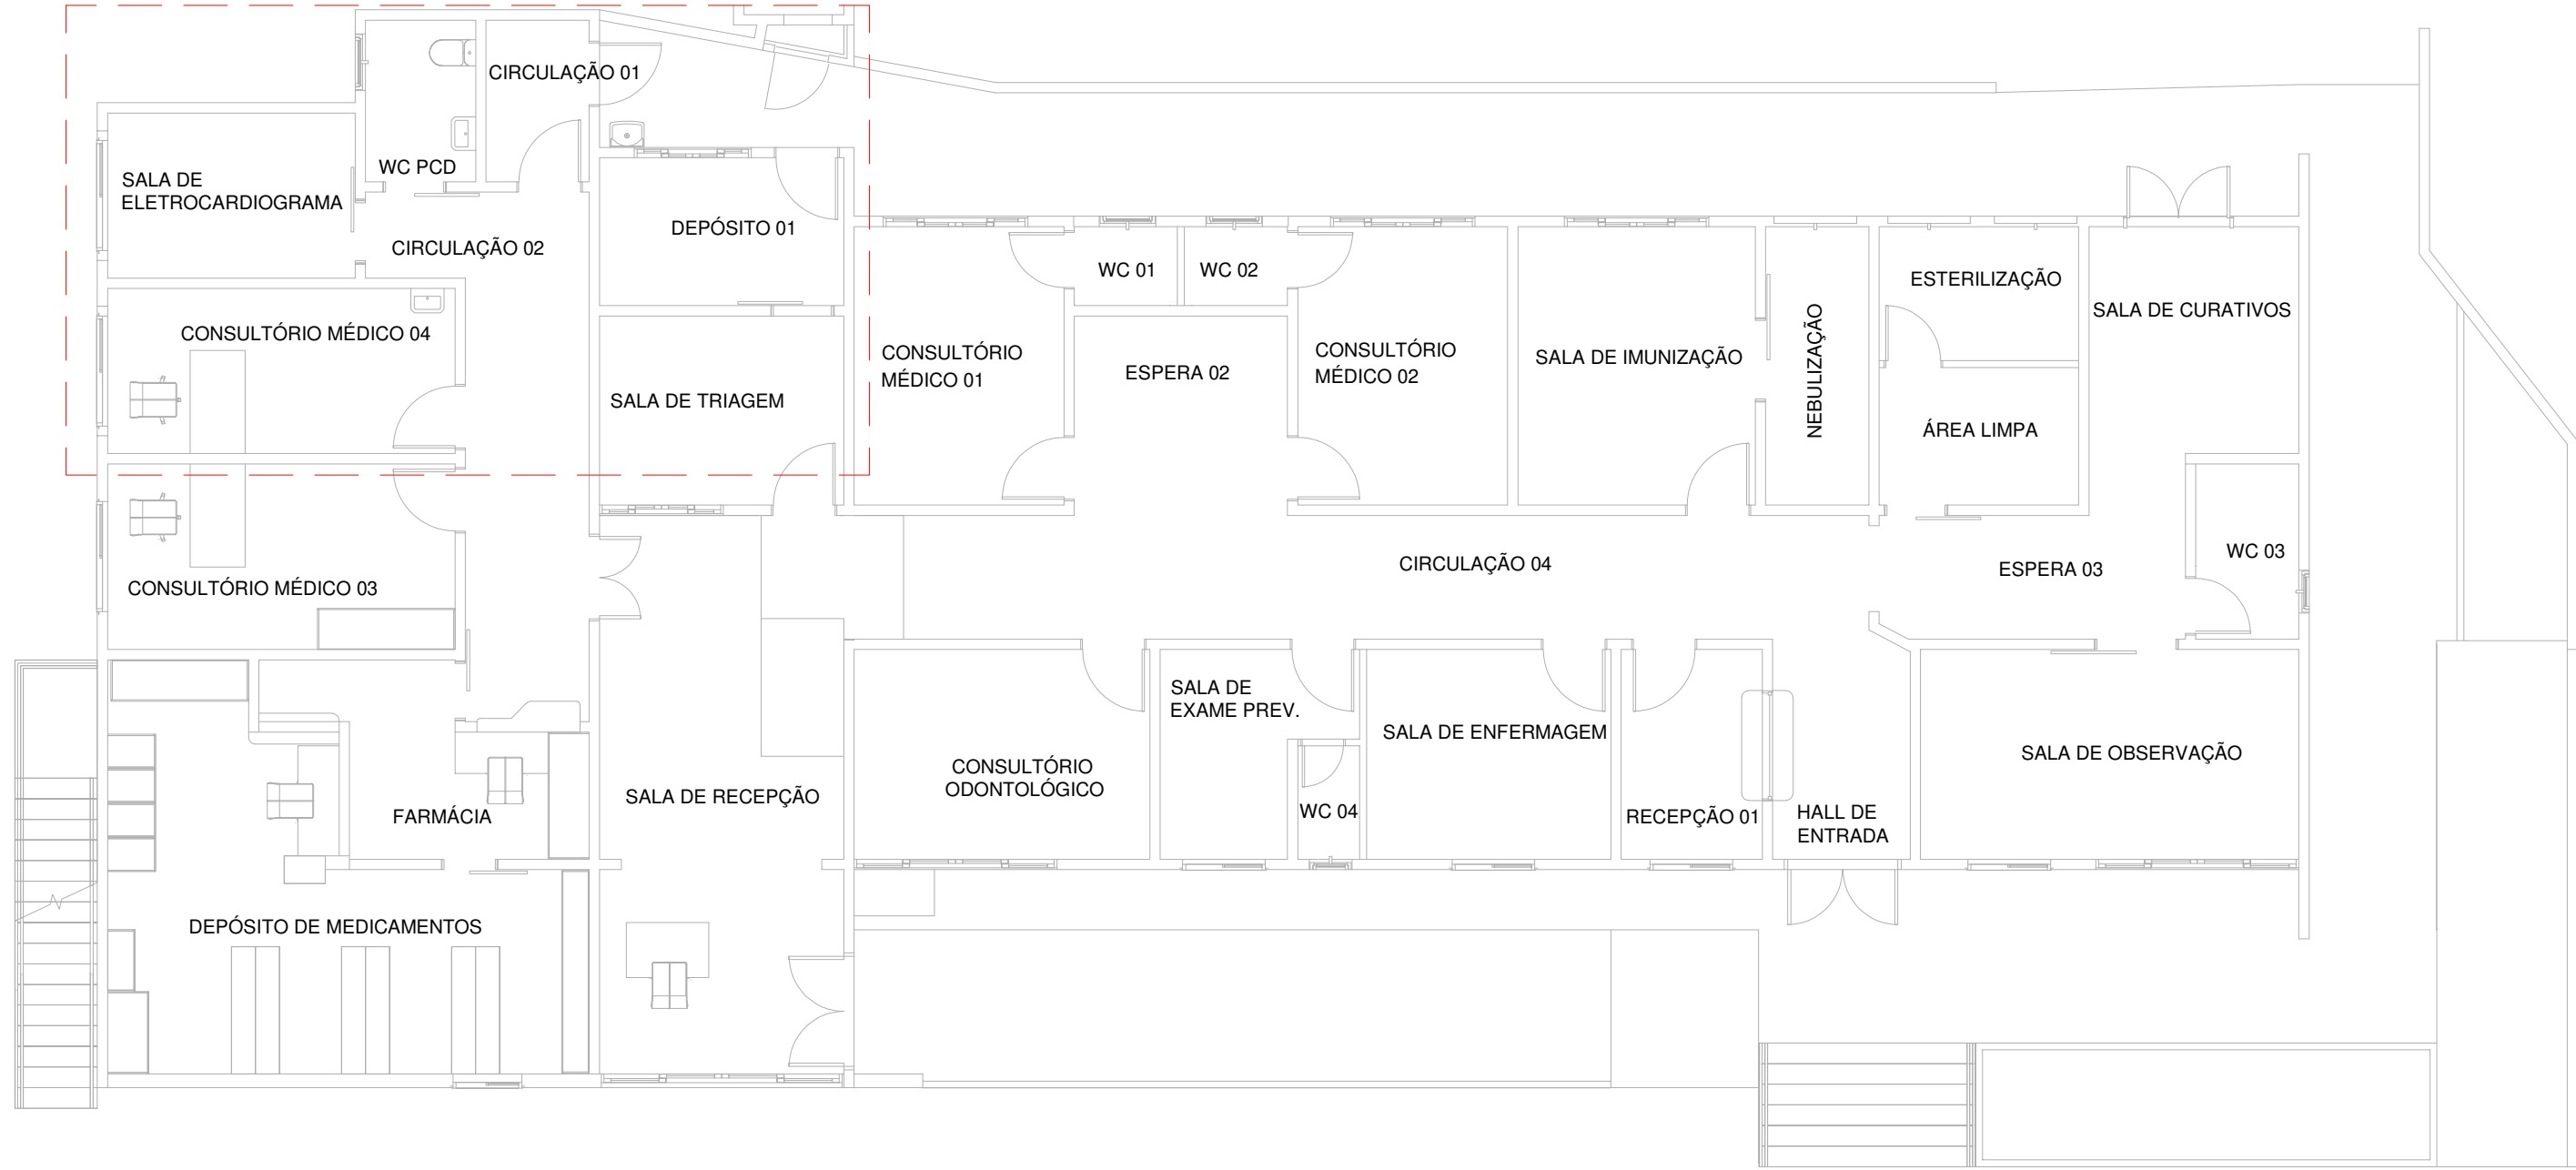 CIRCULAÇÃO 01
WC PCD
SALA DE
ELETROCARDIOGRAMA
CIRCULAÇÃO 02
DEPÓSITO 01
CONSULTÓRIO MÉDICO 04
SALA DE TRIAGEM
CONSULTÓRIO MÉDICO 03
CONSULTÓRIO
MÉDICO 01
WC 01
WC 02
ESPERA 02
CONSULTÓRIO
MÉDICO 02
SALA DE IMUNIZAÇÃO
NEBULIZAÇÃO
ESTERILIZAÇÃO
ÁREA LIMPA
SALA DE CURATIVOS
CIRCULAÇÃO 04
ESPERA 03
WC 03
FARMÁCIA
DEPÓSITO DE MEDICAMENTOS
SALA DE RECEPÇÃO
CONSULTÓRIO
ODONTOLÓGICO
SALA DE
EXAME PREV.
WC 04
SALA DE ENFERMAGEM
RECEPÇÃO 01
HALL DE
ENTRADA
SALA DE OBSERVAÇÃO